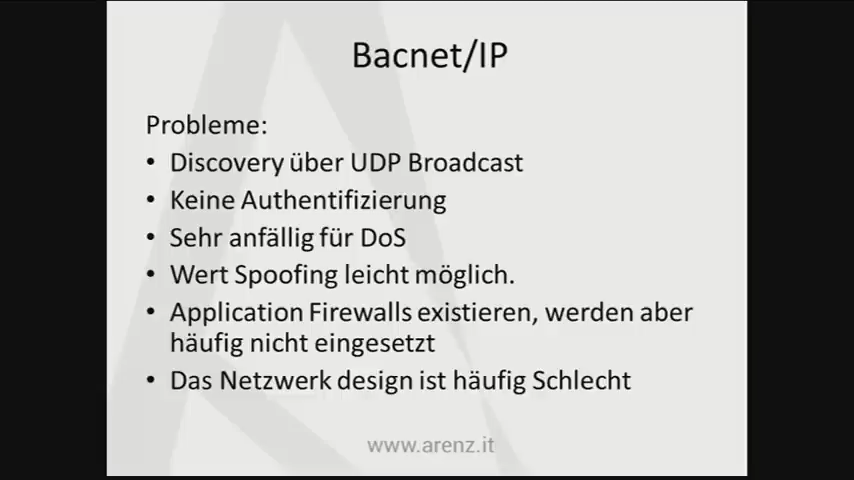 Bacnet/IP
Probleme:
• Discovery über UDP Broadcast
• Keine Authentifizierung
• Sehr anfällig für DoS
• Wert Spoofing leicht möglich.
• Application Firewalls existieren, werden aber
häufig nicht eingesetzt
• Das Netzwerk design ist häufig Schlecht
www.arenz.it